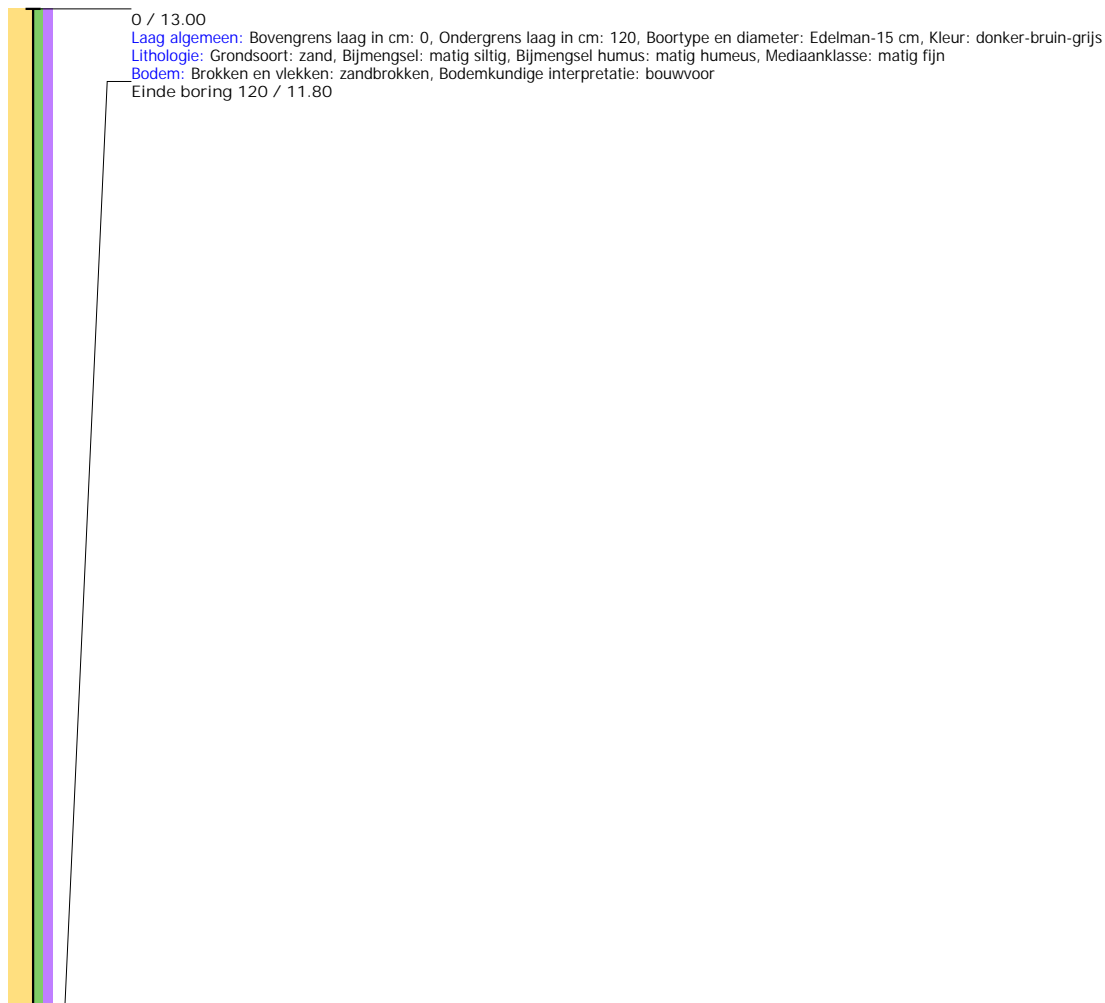 0 / 13.00
Laag algemeen: Bovengrens laag in cm: 0, Ondergrens laag in cm: 120, Boortype en diameter: Edelman-15 cm, Kleur: donker-bruin-grijs
Lithologie: Grondsoort: zand, Bijmengsel: matig siltig, Bijmengsel humus: matig humeus, Mediaanklasse: matig fijn
Bodem: Brokken en vlekken: zandbrokken, Bodemkundige interpretatie: bouwvoor
Einde boring 120 / 11.80